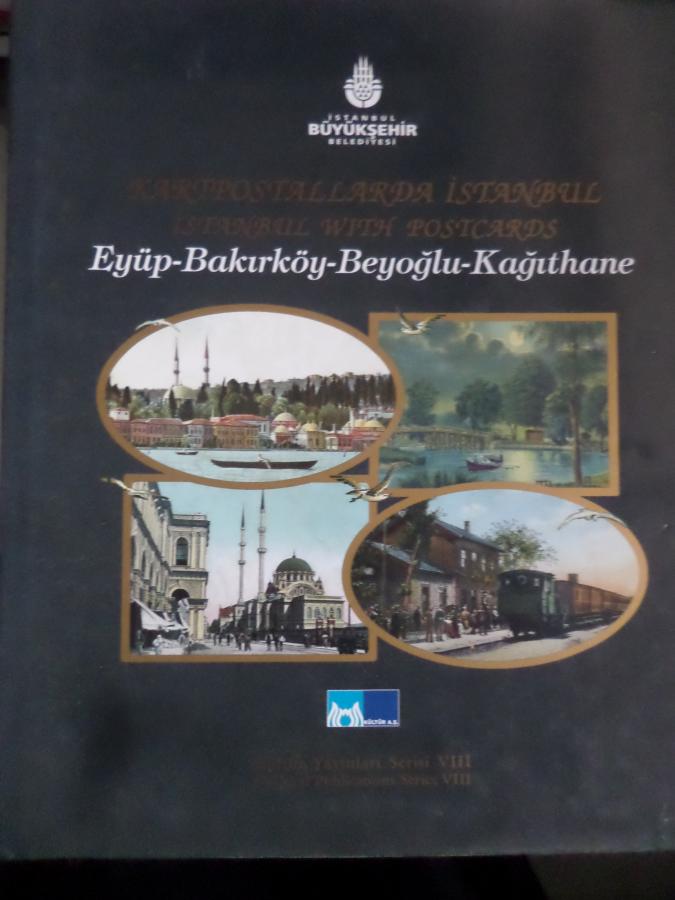 İSTANBUL
BÜYÜKŞEHİR
BELEDİYESİ
KARTPOSTALLARDA İSTANBUL
İSTANBUL WITH POSTCARDS
Eyüp-Bakırköy-Beyoğlu-Kağıthane
KÜLTÜR A.Ş.
Yayınları Serisi VIII
Publications Series VIII